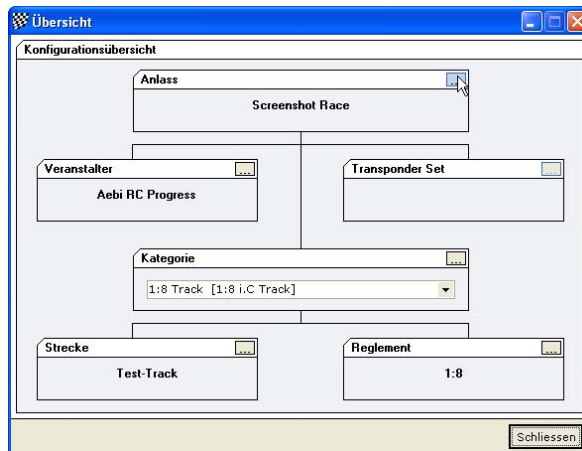 Übersicht
Konfigurationsübersicht
Anlass ...
Screenshot Race
Veranstalter ...
Transponder Set ...
Aebi RC Progress
Kategorie ...
1:8 Track [1:8 i.C Track]
Strecke ...
Reglement ...
Test-Track
1:8
Schliessen